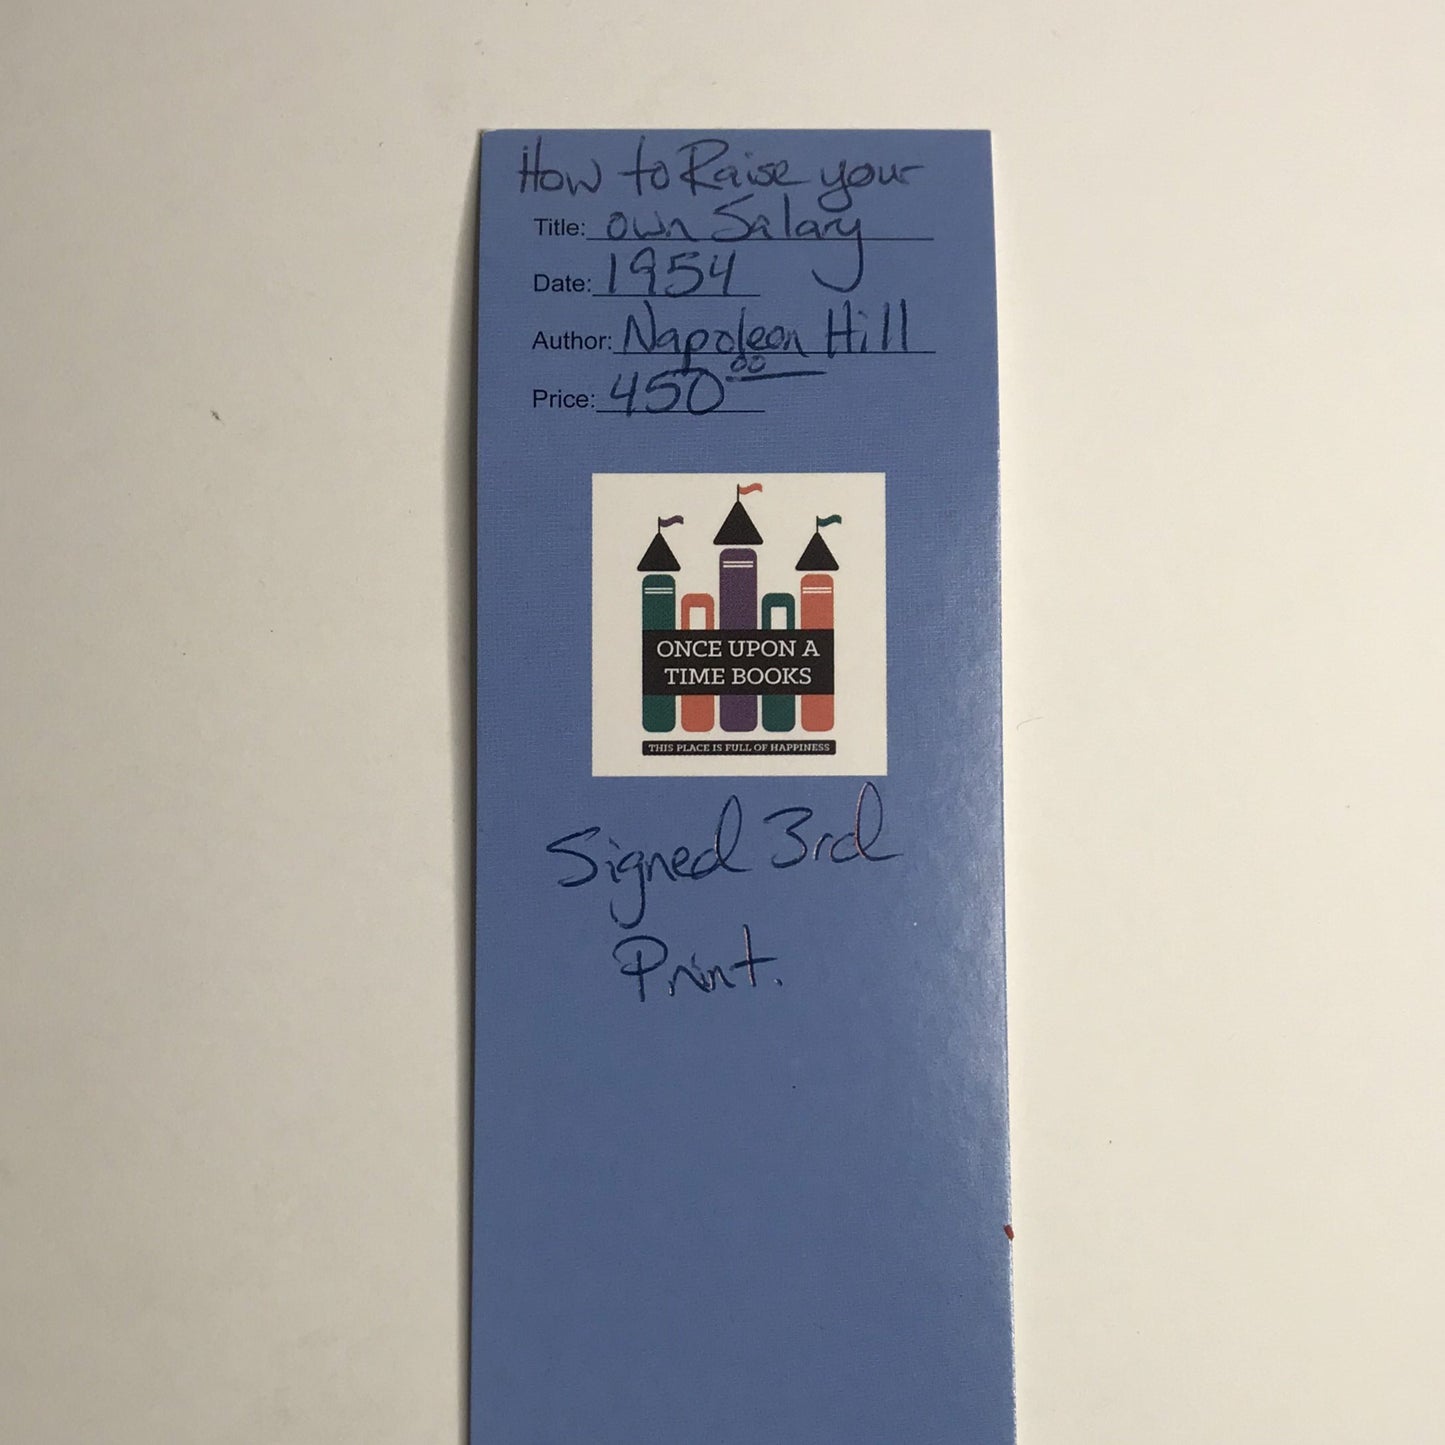 How to Raise your
Title: own Salary
Date: 1954
Author: Napoleon Hill
Price: 450 00
ONCE UPON A
TIME BOOKS
THIS PLACE IS FULL OF HAPPINESS
Signed 3rd
Print.